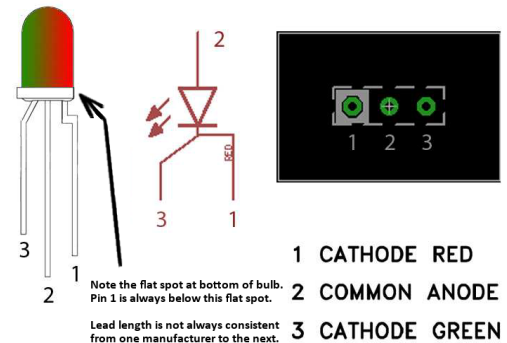 2
RED
3
1
3
2
1
1 2 3
Note the flat spot at bottom of bulb.
Pin 1 is always below this flat spot.
Lead length is not always consistent
from one manufacturer to the next.
1 CATHODE RED
2 COMMON ANODE
3 CATHODE GREEN